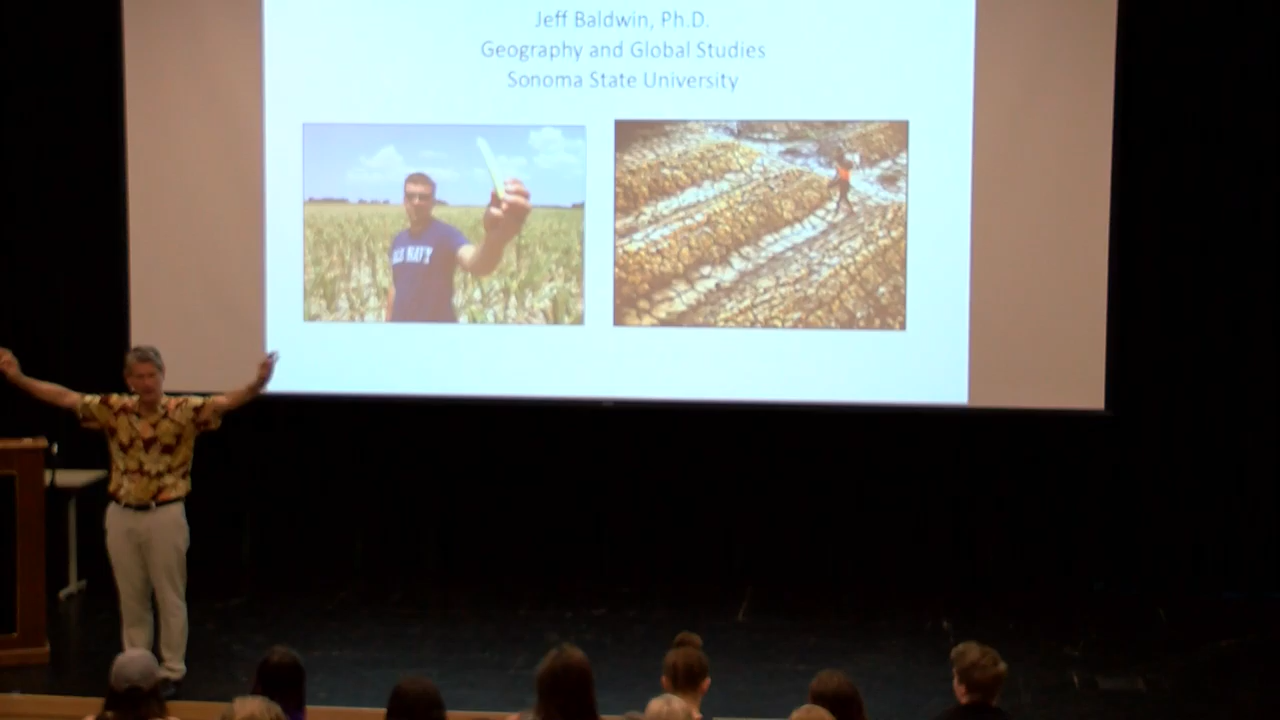 Jeff Baldwin, Ph.D.
Geography and Global Studies
Sonoma State University